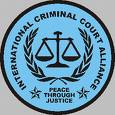 INTERNATIONAL CRIMINAL COURT ALLIANCE
PEACE
THROUGH
JUSTICE